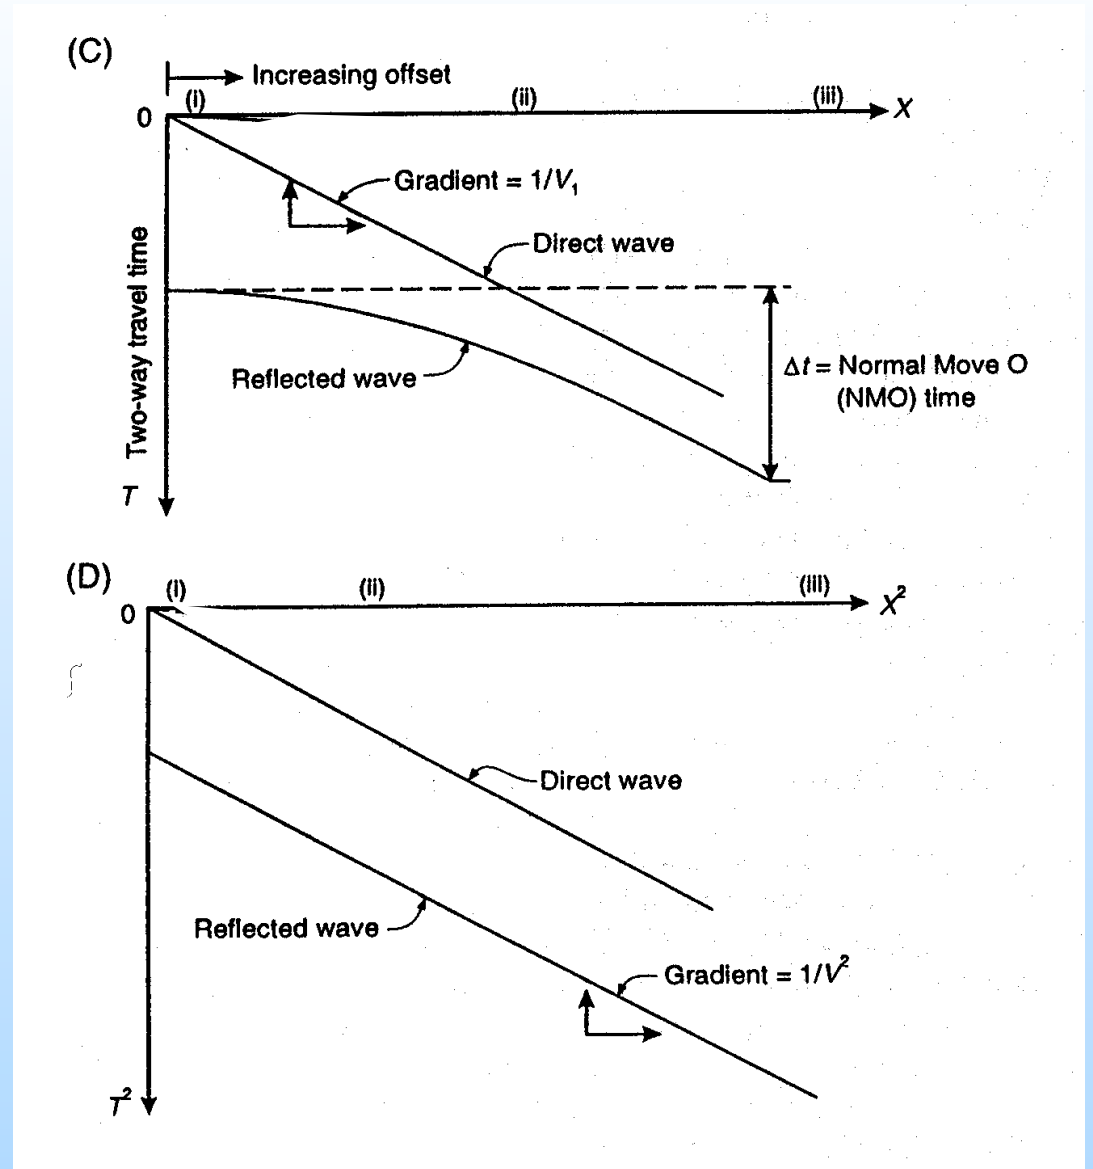 (C)
Increasing offset
(i)
(ii)
(iii)
0
X
Gradient = 1/V₁
Direct wave
Two-way travel time
Reflected wave
Δt = Normal Move O
(NMO) time
T
(D)
(i)
(ii)
(iii)
0
X²
Direct wave
Reflected wave
Gradient = 1/V²
T²